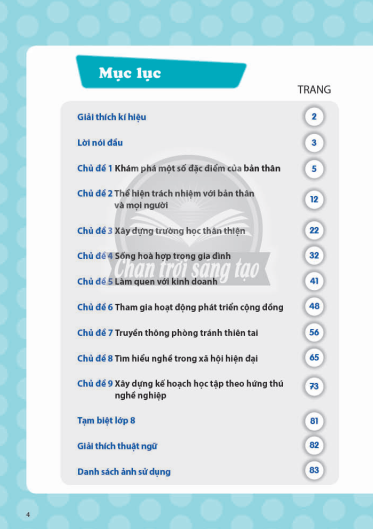 Mục lục
TRANG
Giải thích kí hiệu 2
Lời nói đầu 3
Chủ đề 1 Khám phá một số đặc điểm của bản thân 5
Chủ đề 2 Thể hiện trách nhiệm với bản thân
và mọi người 12
Chủ đề 3 Xây dựng trường học thân thiện 22
Chủ đề 4 Sống hoà hợp trong gia đình 32
Chủ đề 5 Làm quen với kinh doanh 41
Chủ đề 6 Tham gia hoạt động phát triển cộng đồng 48
Chủ đề 7 Truyền thông phòng tránh thiên tai 56
Chủ đề 8 Tìm hiểu nghề trong xã hội hiện đại 65
Chủ đề 9 Xây dựng kế hoạch học tập theo hứng thú
nghề nghiệp 73
Tạm biệt lớp 8 81
Giải thích thuật ngữ 82
Danh sách ảnh sử dụng 83
Chân trời sáng tạo
4